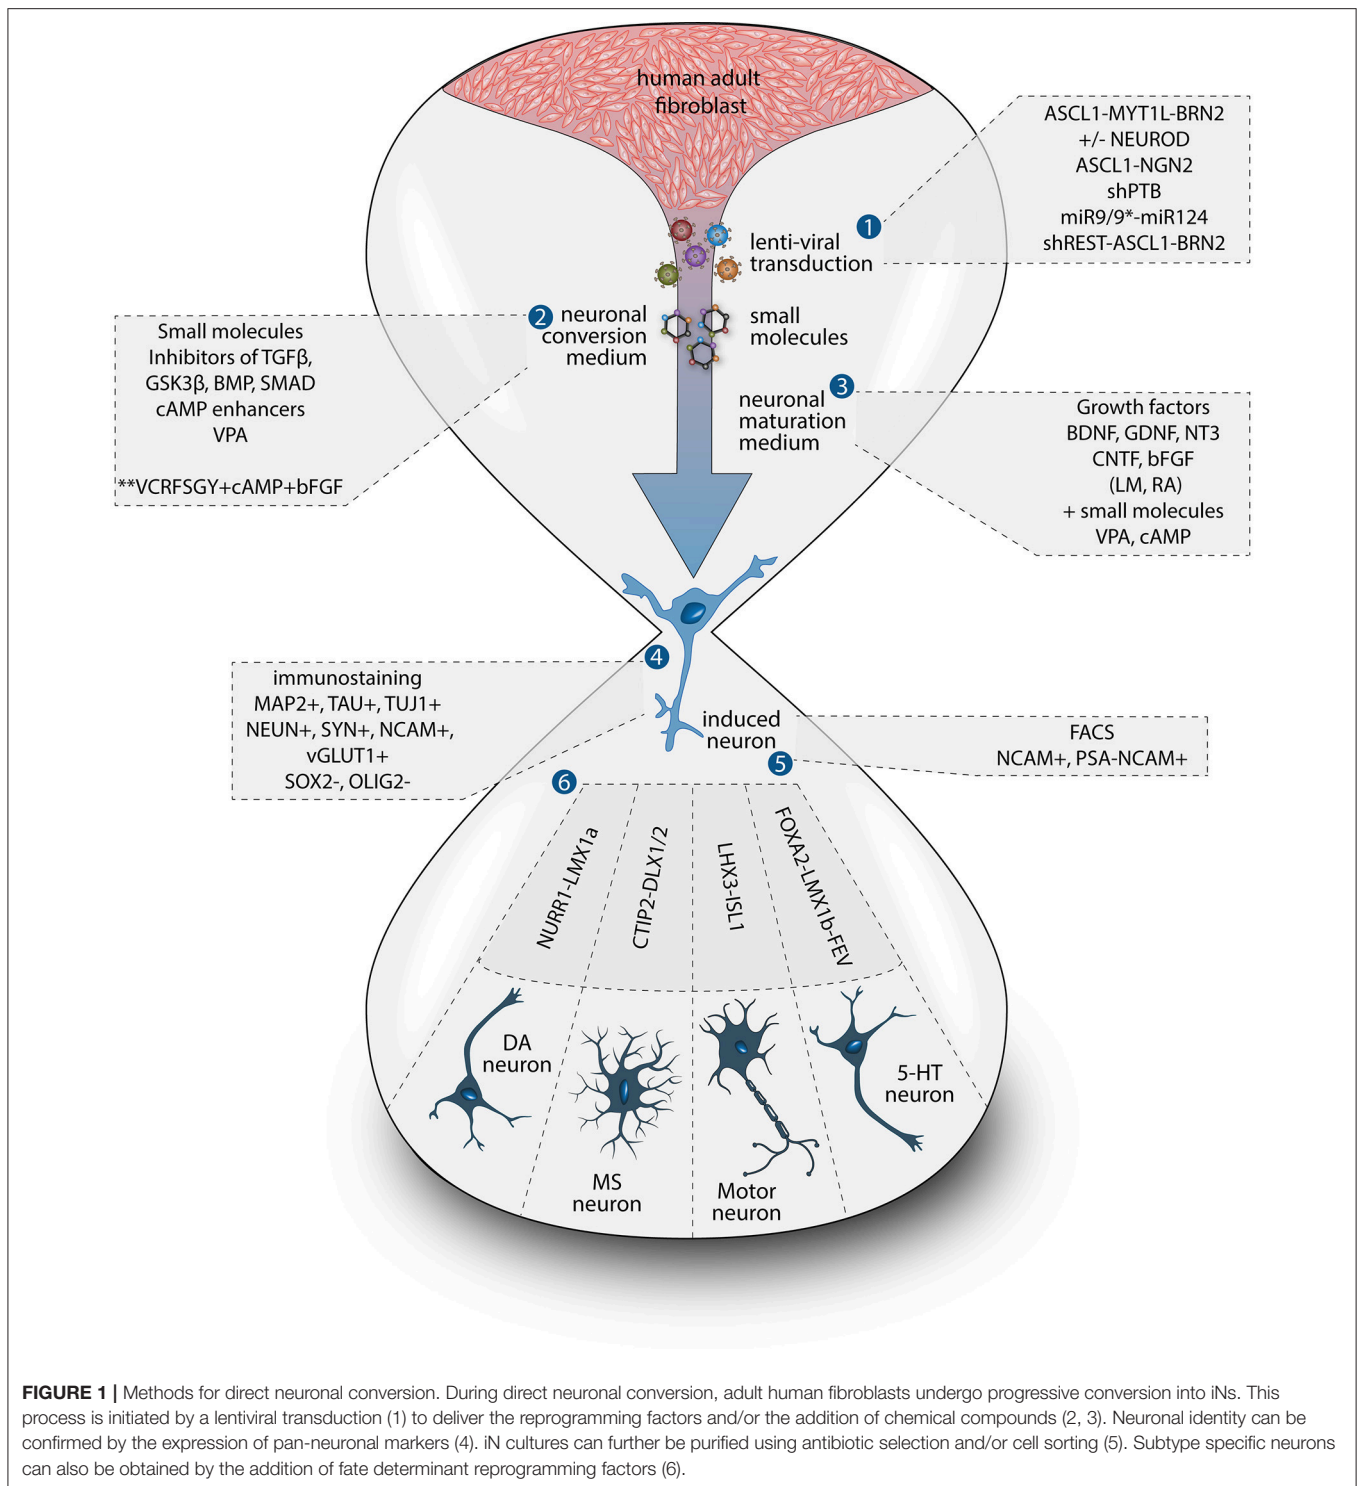 human adult
fibroblast
ASCL1-MYT1L-BRN2
+/- NEUROD
ASCL1-NGN2
shPTB
miR9/9*-miR124
shREST-ASCL1-BRN2
1
lenti-viral
transduction
2
neuronal
conversion
medium
small
molecules
Small molecules
Inhibitors of TGFβ,
GSK3β, BMP, SMAD
cAMP enhancers
VPA
**VCRFSGY+cAMP+bFGF
3
neuronal
maturation
medium
Growth factors
BDNF, GDNF, NT3
CNTF, bFGF
(LM, RA)
+ small molecules
VPA, cAMP
4
immunostaining
MAP2+, TAU+, TUJ1+
NEUN+, SYN+, NCAM+,
vGLUT1+
SOX2-, OLIG2-
induced
neuron
5
FACS
NCAM+, PSA-NCAM+
6
NURR1-LMX1a
CTIP2-DLX1/2
LHX3-ISL1
FOXA2-LMX1b-FEV
DA
neuron
MS
neuron
Motor
neuron
5-HT
neuron
FIGURE 1 | Methods for direct neuronal conversion. During direct neuronal conversion, adult human fibroblasts undergo progressive conversion into iNs. This
process is initiated by a lentiviral transduction (1) to deliver the reprogramming factors and/or the addition of chemical compounds (2, 3). Neuronal identity can be
confirmed by the expression of pan-neuronal markers (4). iN cultures can further be purified using antibiotic selection and/or cell sorting (5). Subtype specific neurons
can also be obtained by the addition of fate determinant reprogramming factors (6).